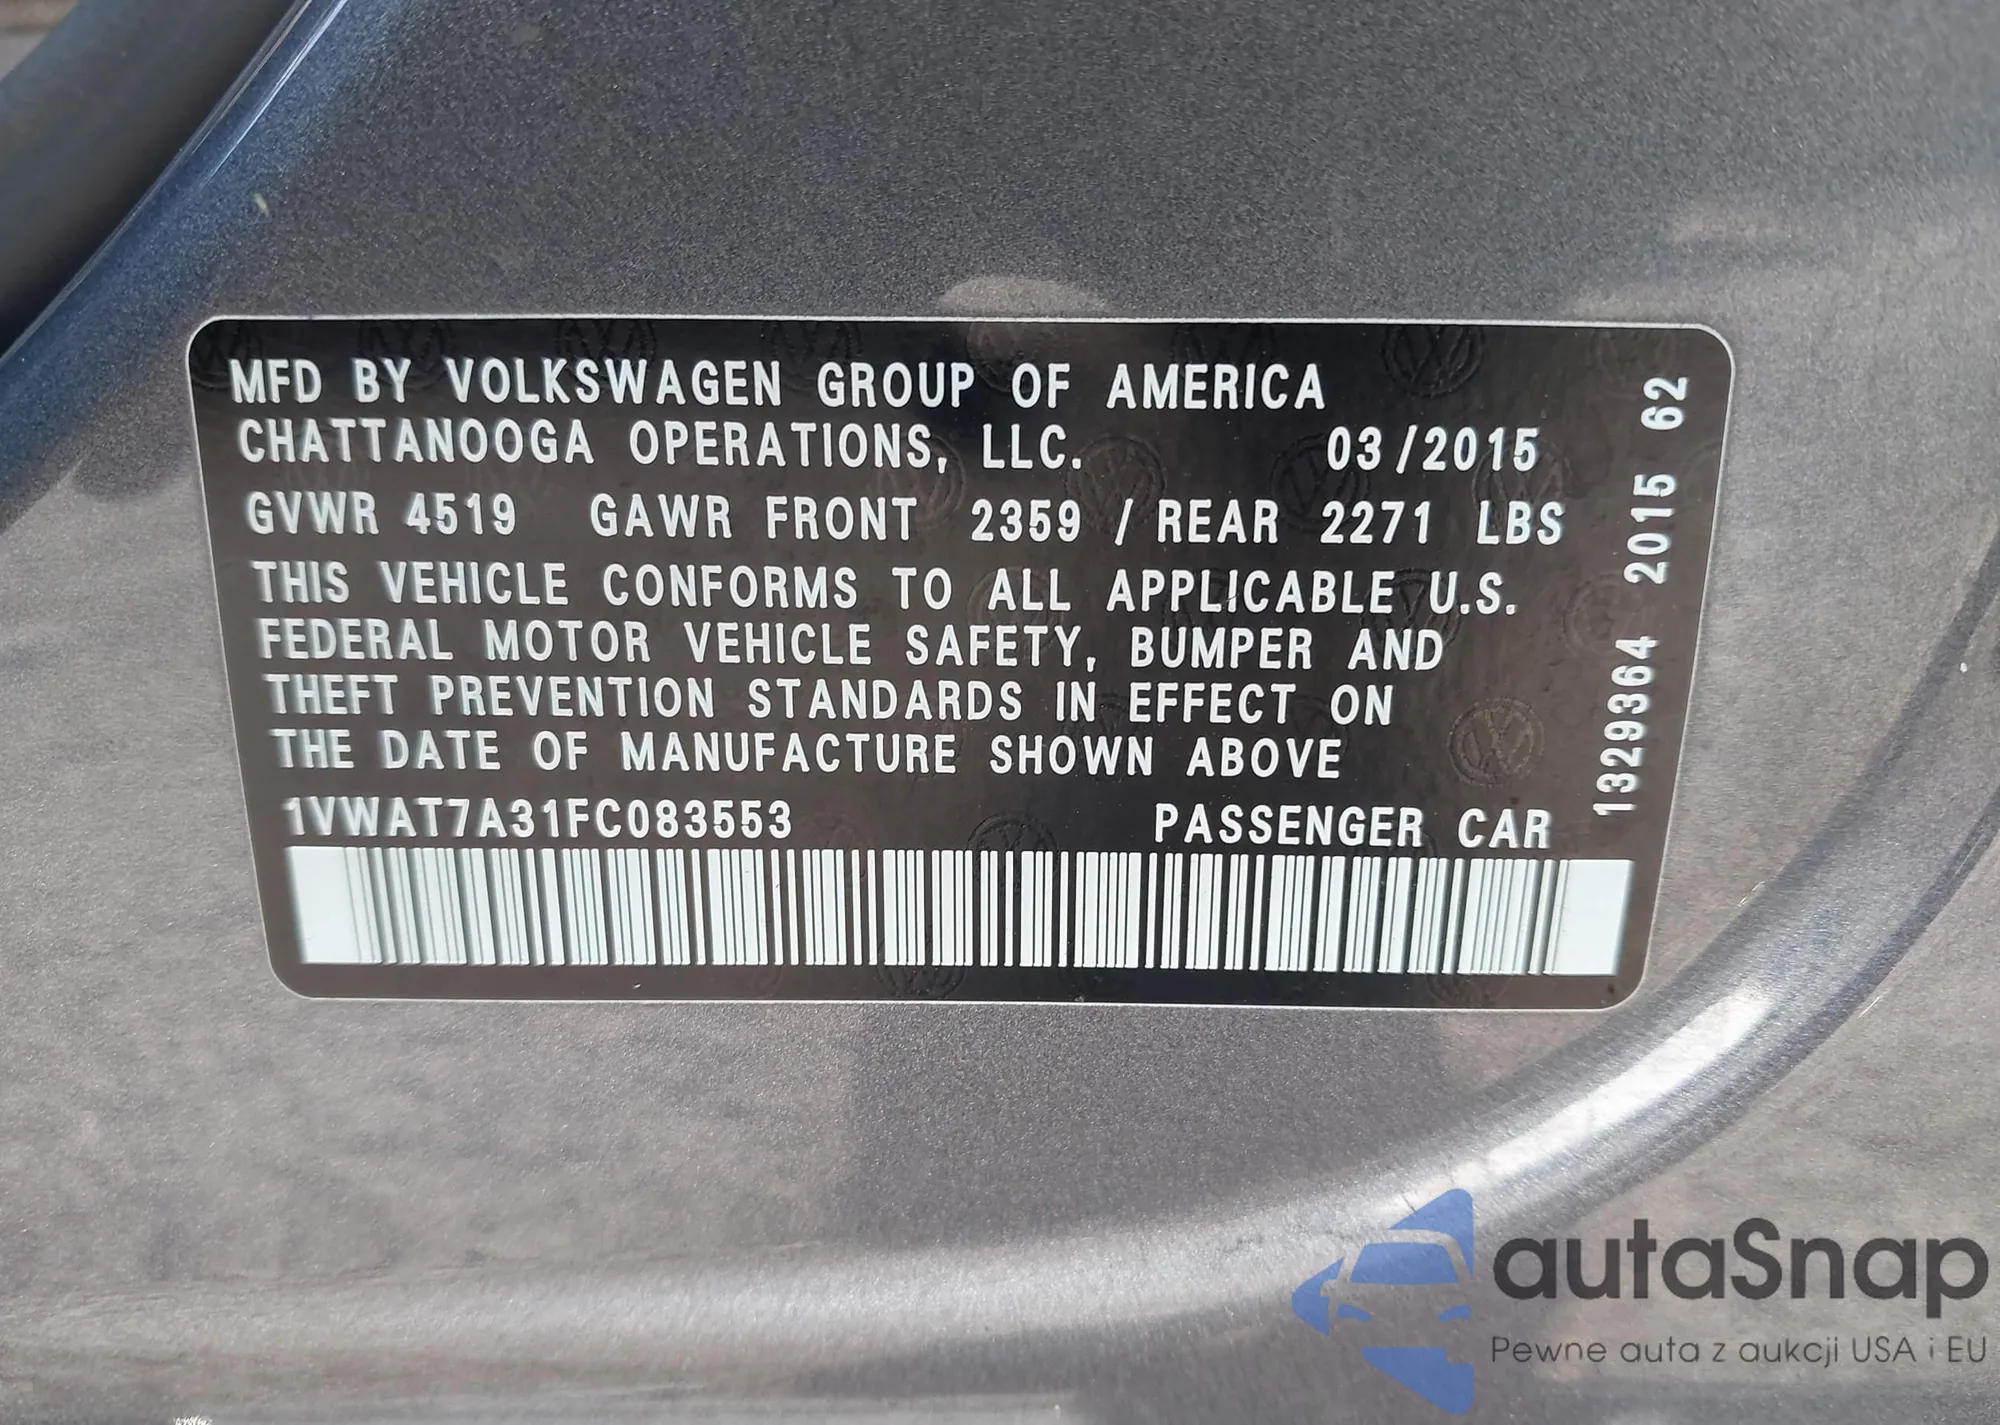 MFD BY VOLKSWAGEN GROUP OF AMERICA
CHATTANOOGA OPERATIONS, LLC. 03/2015
GVWR 4519 GAWR FRONT 2359 / REAR 2271 LBS
THIS VEHICLE CONFORMS TO ALL APPLICABLE U.S.
FEDERAL MOTOR VEHICLE SAFETY, BUMPER AND
THEFT PREVENTION STANDARDS IN EFFECT ON
THE DATE OF MANUFACTURE SHOWN ABOVE
1VWAT7A31FC083553 PASSENGER CAR
1329364 2015 62
autaSnap
Pewne auta z aukcji USA i EU